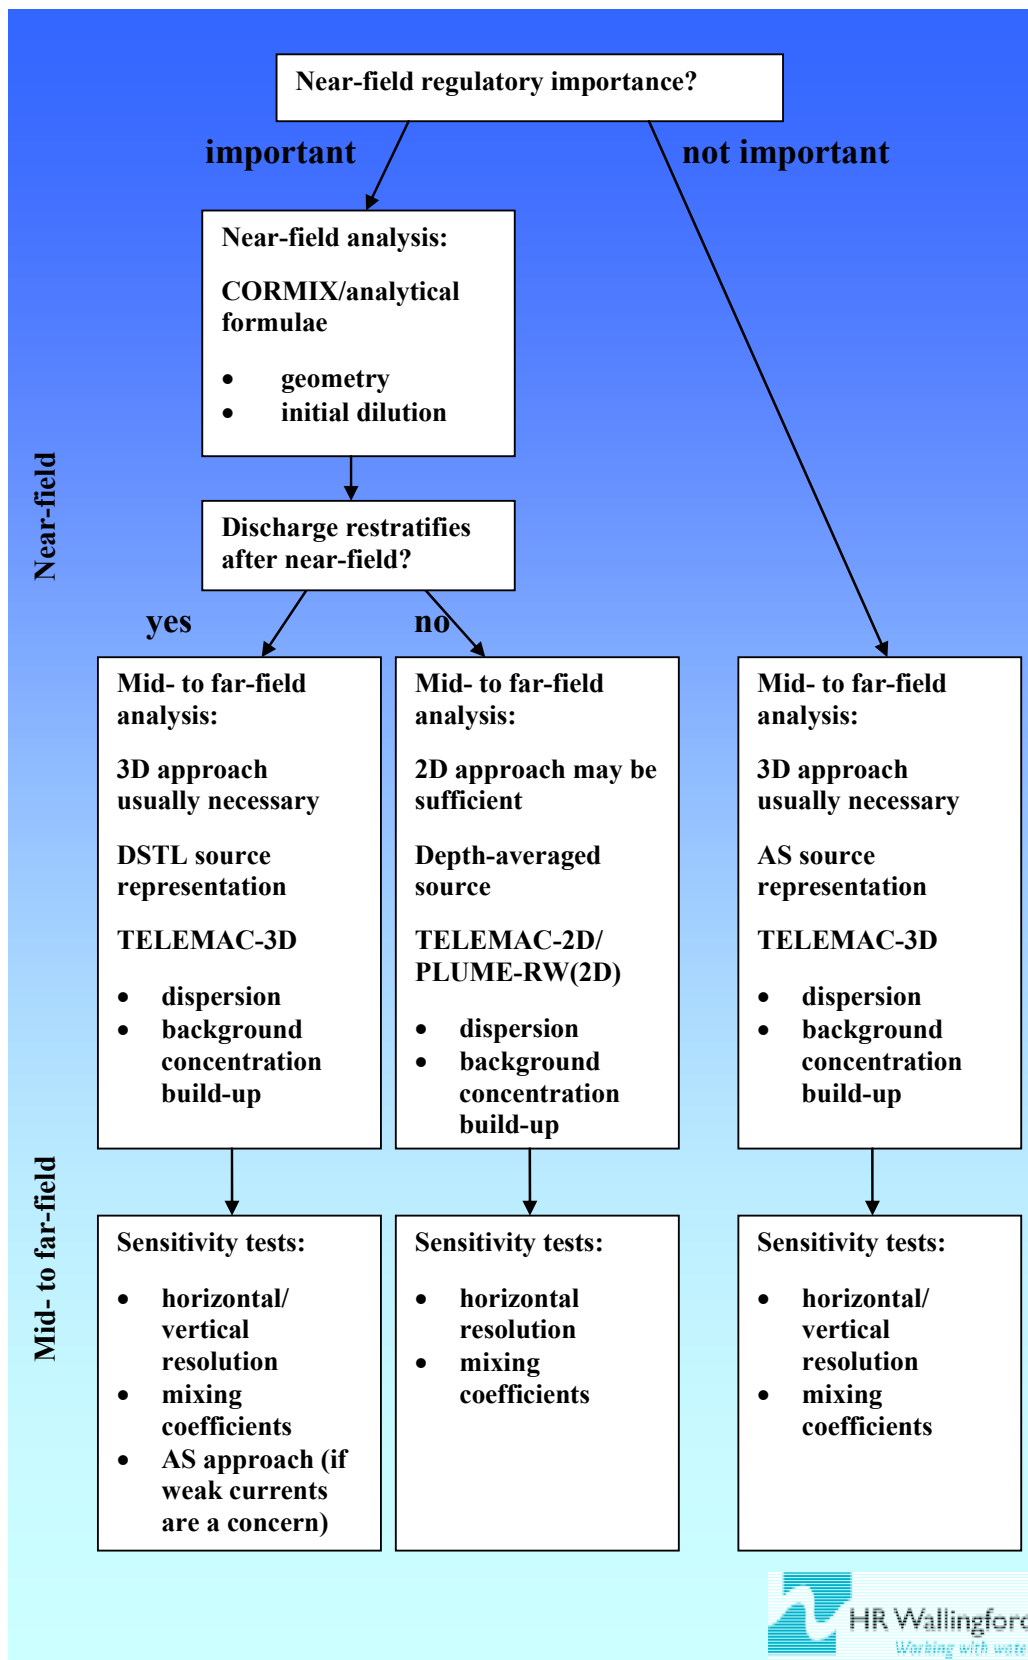 Near-field regulatory importance?
important
not important
Near-field analysis:
CORMIX/analytical
formulae
• geometry
• initial dilution
Near-field
Discharge restratifies
after near-field?
yes
no
Mid- to far-field
analysis:
3D approach
usually necessary
DSTL source
representation
TELEMAC-3D
• dispersion
• background
concentration
build-up
Mid- to far-field
analysis:
2D approach may be
sufficient
Depth-averaged
source
TELEMAC-2D/
PLUME-RW(2D)
• dispersion
• background
concentration
build-up
Mid- to far-field
analysis:
3D approach
usually necessary
AS source
representation
TELEMAC-3D
• dispersion
• background
concentration
build-up
Mid- to far-field
Sensitivity tests:
• horizontal/
vertical
resolution
• mixing
coefficients
• AS approach (if
weak currents
are a concern)
Sensitivity tests:
• horizontal
resolution
• mixing
coefficients
Sensitivity tests:
• horizontal/
vertical
resolution
• mixing
coefficients
HR Wallingford
Working with wate